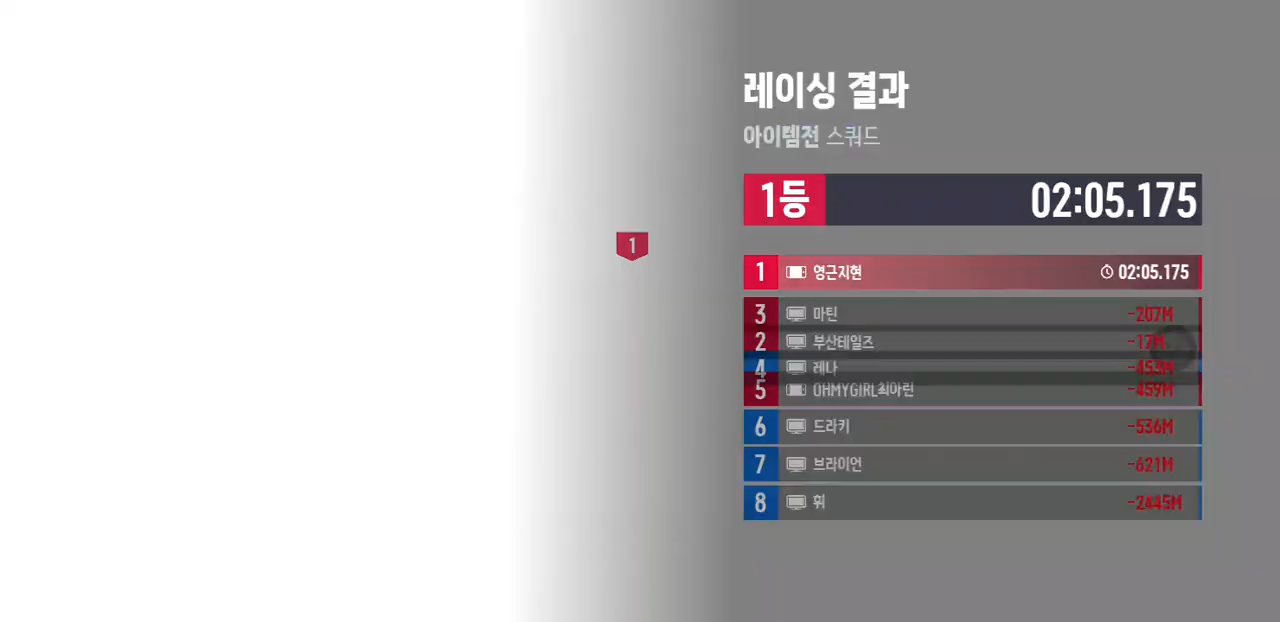 레이싱 결과
아이템전 스쿼드
1등 02:05.175
1
1 영근지현 02:05.175
3 마틴 -207M
2 부산테일즈 -17M
4 레나 -453M
5 OHMYGIRL최아린 -459M
6 드라키 -536M
7 브라이언 -621M
8 휘 -2445M